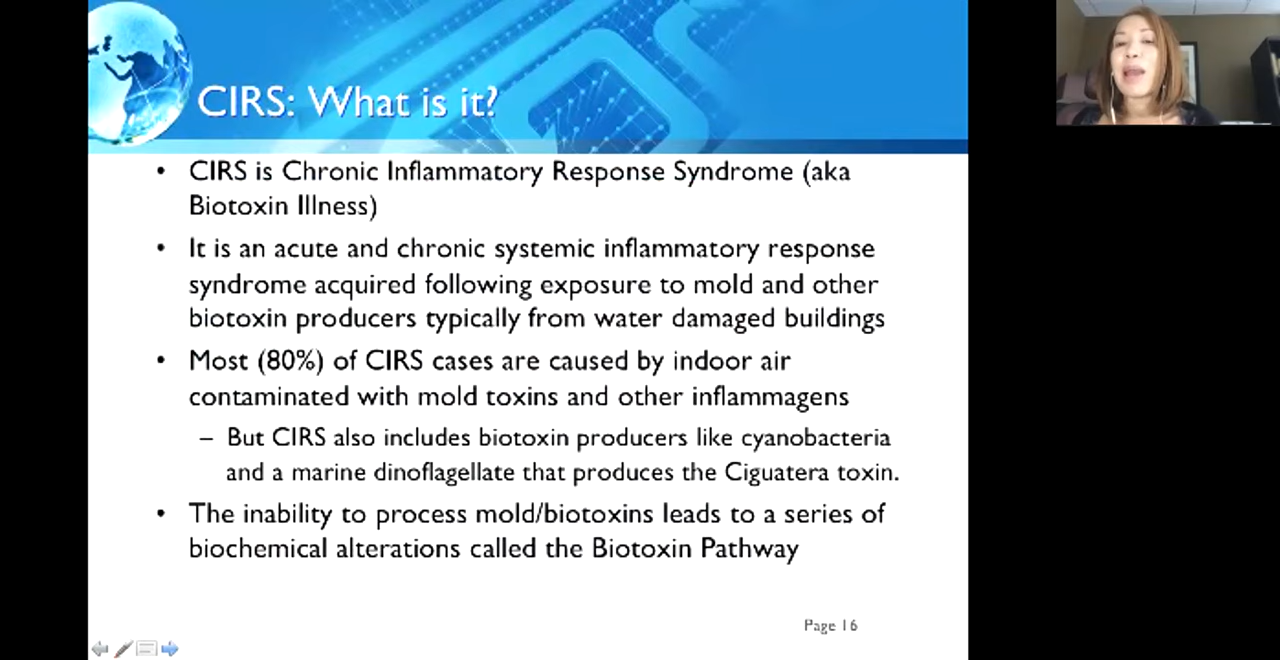 CIRS: What is it?
• CIRS is Chronic Inflammatory Response Syndrome (aka
Biotoxin Illness)
• It is an acute and chronic systemic inflammatory response
syndrome acquired following exposure to mold and other
biotoxin producers typically from water damaged buildings
• Most (80%) of CIRS cases are caused by indoor air
contaminated with mold toxins and other inflammagens
– But CIRS also includes biotoxin producers like cyanobacteria
and a marine dinoflagellate that produces the Ciguatera toxin.
• The inability to process mold/biotoxins leads to a series of
biochemical alterations called the Biotoxin Pathway
Page 16